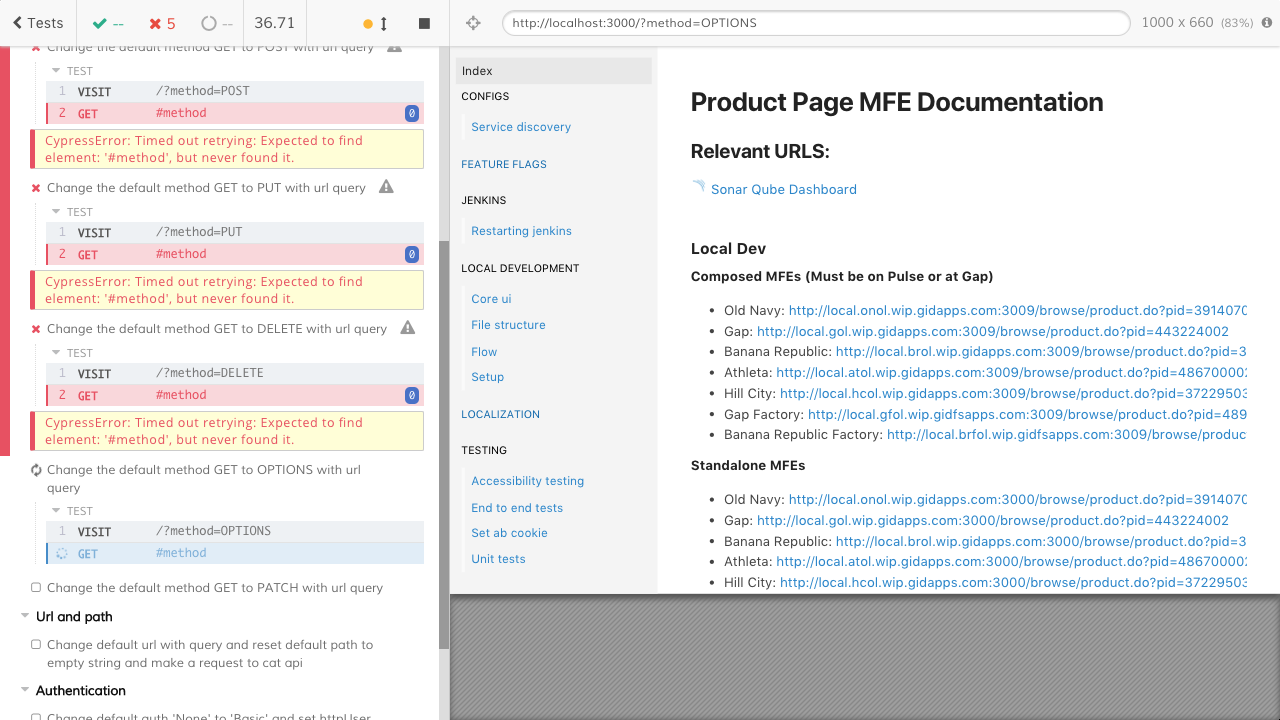 Tests
--
5
--
36.71
http://localhost:3000/?method=OPTIONS
1000 x 660 (83%)
Change the default method GET to POST with url query
TEST
1 VISIT /?method=POST
2 GET #method 0
CypressError: Timed out retrying: Expected to find
element: '#method', but never found it.
Change the default method GET to PUT with url query
TEST
1 VISIT /?method=PUT
2 GET #method 0
CypressError: Timed out retrying: Expected to find
element: '#method', but never found it.
Change the default method GET to DELETE with url query
TEST
1 VISIT /?method=DELETE
2 GET #method 0
CypressError: Timed out retrying: Expected to find
element: '#method', but never found it.
Change the default method GET to OPTIONS with url
query
TEST
1 VISIT /?method=OPTIONS
GET #method
Change the default method GET to PATCH with url query
Url and path
Change default url with query and reset default path to
empty string and make a request to cat api
Authentication
Change default auth 'None' to 'Basic' and set httpUser
Index
CONFIGS
Service discovery
FEATURE FLAGS
JENKINS
Restarting jenkins
LOCAL DEVELOPMENT
Core ui
File structure
Flow
Setup
LOCALIZATION
TESTING
Accessibility testing
End to end tests
Set ab cookie
Unit tests
Product Page MFE Documentation
Relevant URLS:
Sonar Qube Dashboard
Local Dev
Composed MFEs (Must be on Pulse or at Gap)
• Old Navy: http://local.onol.wip.gidapps.com:3009/browse/product.do?pid=3914070
• Gap: http://local.gol.wip.gidapps.com:3009/browse/product.do?pid=443224002
• Banana Republic: http://local.brol.wip.gidapps.com:3009/browse/product.do?pid=3
• Athleta: http://local.atol.wip.gidapps.com:3009/browse/product.do?pid=486700002
• Hill City: http://local.hcol.wip.gidapps.com:3009/browse/product.do?pid=37229503
• Gap Factory: http://local.gfol.wip.gidfsapps.com:3009/browse/product.do?pid=489
• Banana Republic Factory: http://local.brfol.wip.gidfsapps.com:3009/browse/produc
Standalone MFEs
• Old Navy: http://local.onol.wip.gidapps.com:3000/browse/product.do?pid=3914070
• Gap: http://local.gol.wip.gidapps.com:3000/browse/product.do?pid=443224002
• Banana Republic: http://local.brol.wip.gidapps.com:3000/browse/product.do?pid=3
• Athleta: http://local.atol.wip.gidapps.com:3000/browse/product.do?pid=486700002
• Hill City: http://local.hcol.wip.gidapps.com:3000/browse/product.do?pid=37229503